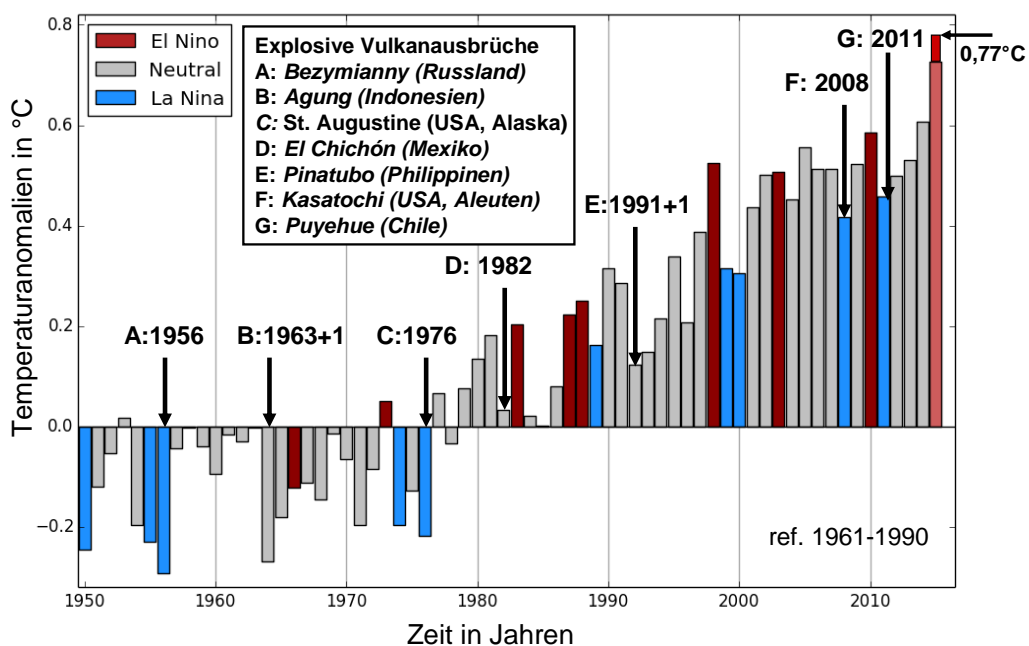 0.8
0.6
0.4
0.2
0.0
−0.2
Temperaturanomalien in °C
El Nino
Neutral
La Nina
Explosive Vulkanausbrüche
A: Bezymianny (Russland)
B: Agung (Indonesien)
C: St. Augustine (USA, Alaska)
D: El Chichón (Mexiko)
E: Pinatubo (Philippinen)
F: Kasatochi (USA, Aleuten)
G: Puyehue (Chile)
A:1956
B:1963+1
C:1976
D: 1982
E:1991+1
F: 2008
G: 2011
0,77°C
ref. 1961-1990
1950 1960 1970 1980 1990 2000 2010
Zeit in Jahren